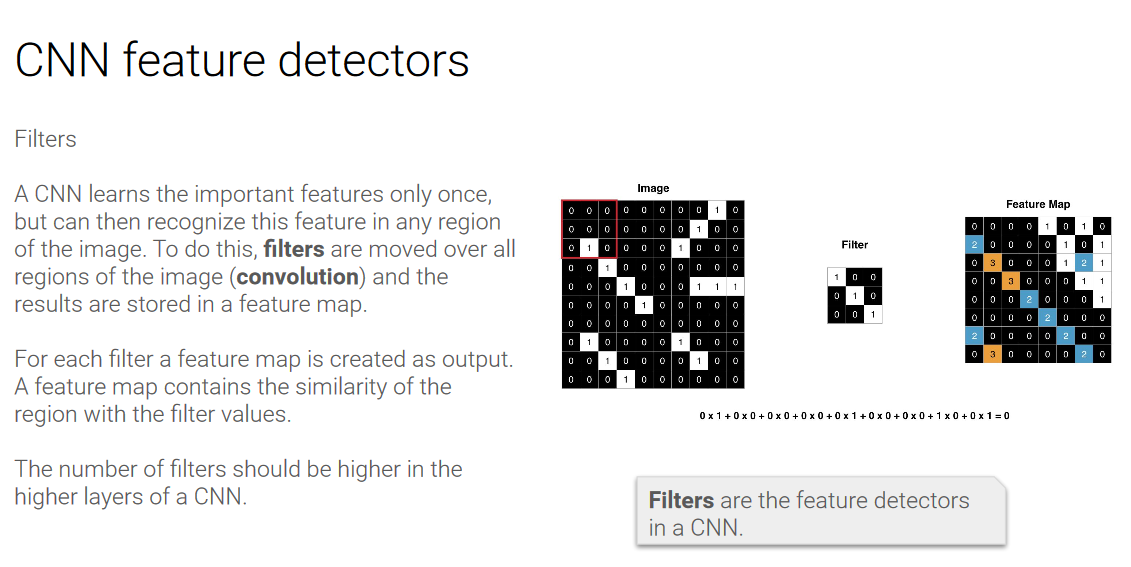 CNN feature detectors
Filters
A CNN learns the important features only once,
but can then recognize this feature in any region
of the image. To do this, filters are moved over all
regions of the image (convolution) and the
results are stored in a feature map.
For each filter a feature map is created as output.
A feature map contains the similarity of the
region with the filter values.
The number of filters should be higher in the
higher layers of a CNN.
Image
0 0 0 0 0 0 0 0 1 0
0 0 0 0 0 0 0 1 0 0
0 1 0 0 0 0 1 0 0 0
0 0 1 0 0 0 0 0 0 0
0 0 0 1 0 0 0 1 1 1
0 0 0 0 1 0 0 0 0 0
0 0 0 0 0 0 0 0 0 0
0 1 0 0 0 0 1 0 0 0
0 0 1 0 0 0 0 1 0 0
0 0 0 1 0 0 0 0 0 0
Filter
1 0 0
0 1 0
0 0 1
Feature Map
0 0 0 0 1 0 1 0
2 0 0 0 0 1 0 1
0 3 0 0 0 1 2 1
0 0 3 0 0 0 1 1
0 0 0 2 0 0 0 1
0 0 0 0 2 0 0 0
2 0 0 0 0 2 0 0
0 3 0 0 0 0 2 0
0 x 1 + 0 x 0 + 0 x 0 + 0 x 0 + 0 x 1 + 0 x 0 + 0 x 0 + 1 x 0 + 0 x 1 = 0
Filters are the feature detectors
in a CNN.